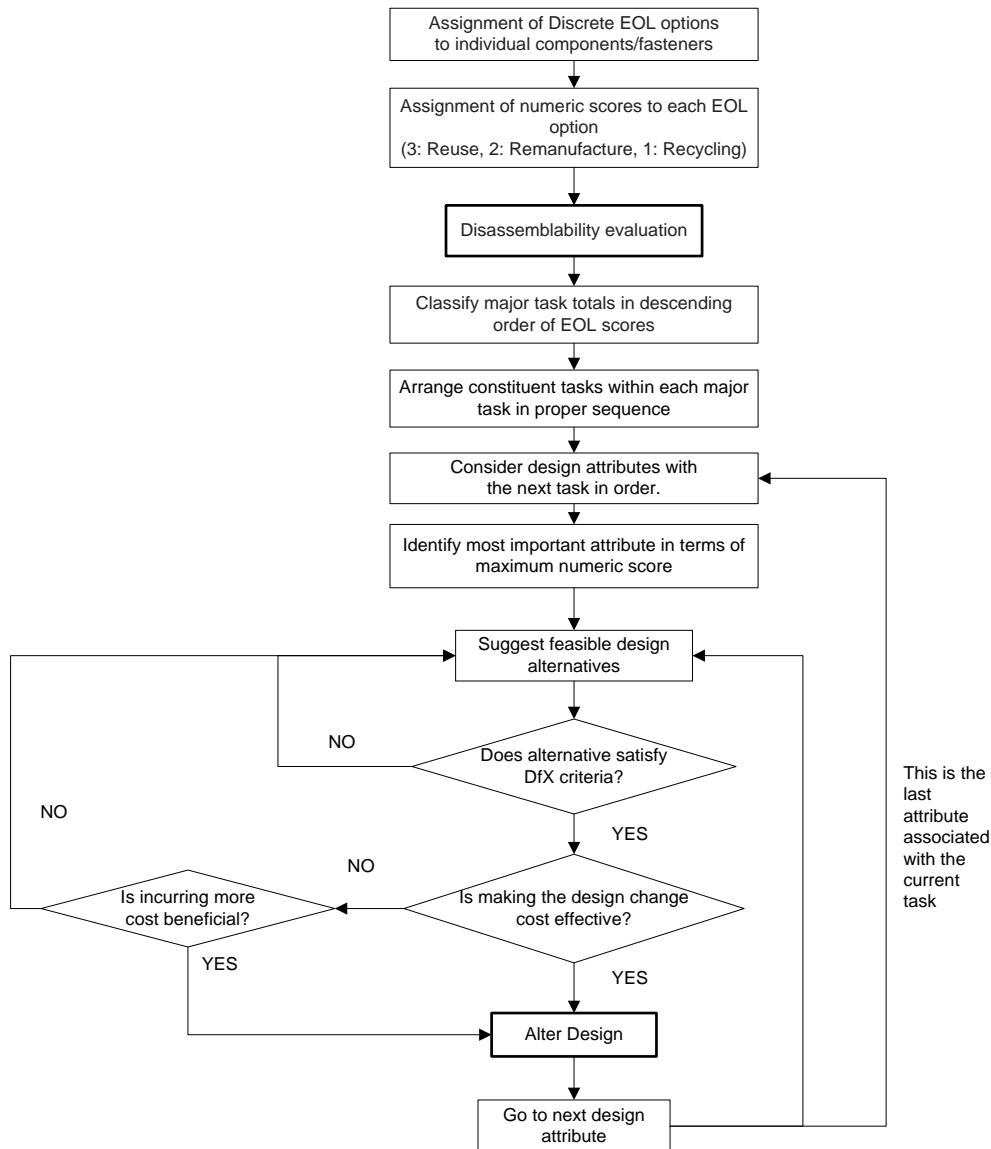 Assignment of Discrete EOL options
to individual components/fasteners
Assignment of numeric scores to each EOL
option
(3: Reuse, 2: Remanufacture, 1: Recycling)
Disassemblability evaluation
Classify major task totals in descending
order of EOL scores
Arrange constituent tasks within each major
task in proper sequence
Consider design attributes with
the next task in order.
Identify most important attribute in terms of
maximum numeric score
Suggest feasible design
alternatives
NO
Does alternative satisfy
DfX criteria?
This is the
last
attribute
associated
with the
current
task
NO
YES
NO
Is incurring more
cost beneficial?
Is making the design change
cost effective?
YES
YES
Alter Design
Go to next design
attribute